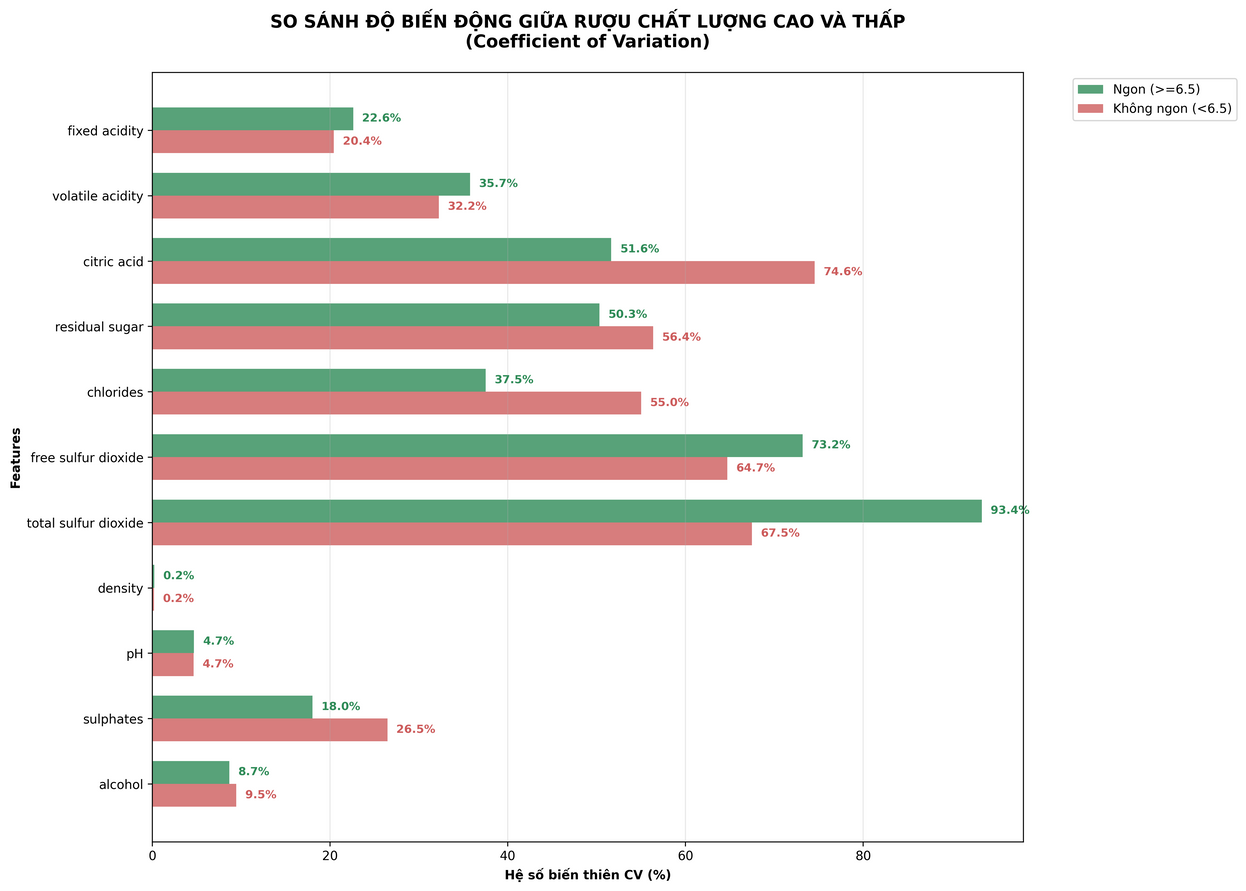 SO SÁNH ĐỘ BIẾN ĐỘNG GIỮA RƯỢU CHẤT LƯỢNG CAO VÀ THẤP
(Coefficient of Variation)
Ngon (>=6.5)
Không ngon (<6.5)
Features
fixed acidity
22.6%
20.4%
volatile acidity
35.7%
32.2%
citric acid
51.6%
74.6%
residual sugar
50.3%
56.4%
chlorides
37.5%
55.0%
free sulfur dioxide
73.2%
64.7%
total sulfur dioxide
93.4%
67.5%
density
0.2%
0.2%
pH
4.7%
4.7%
sulphates
18.0%
26.5%
alcohol
8.7%
9.5%
0 20 40 60 80
Hệ số biến thiên CV (%)